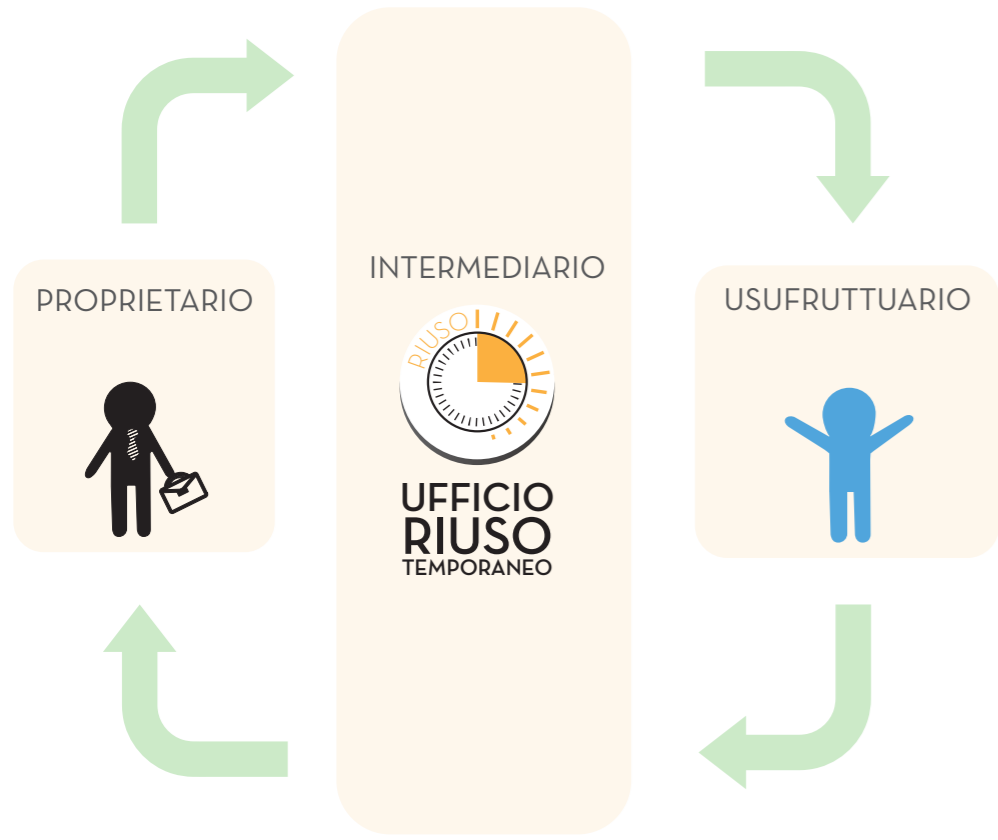 PROPRIETARIO
INTERMEDIARIO
RIUSO
UFFICIO
RIUSO
TEMPORANEO
USUFRUTTUARIO